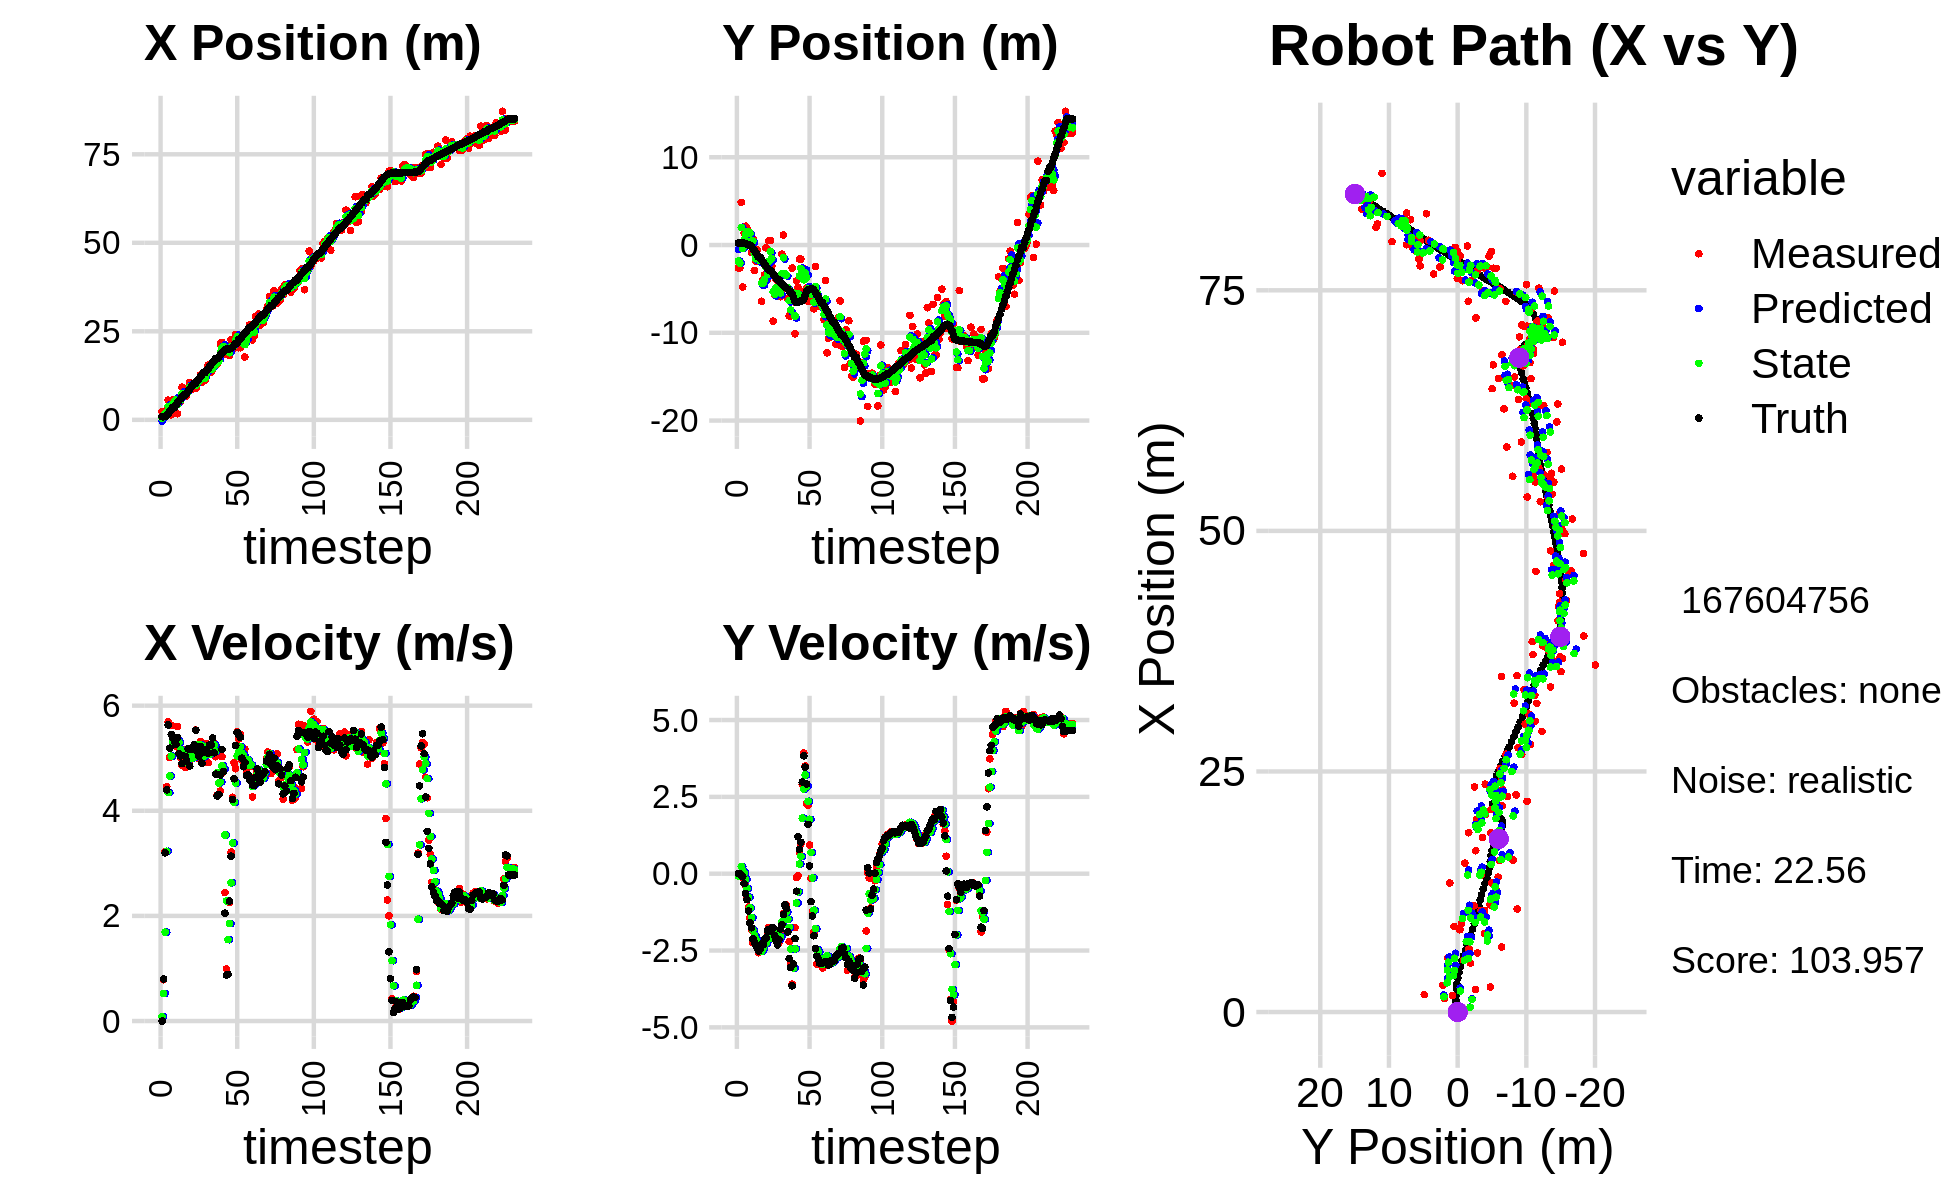 X Position (m)
75
50
25
0
0
50
100
150
200
timestep
Y Position (m)
10
0
-10
-20
0
50
100
150
200
timestep
X Velocity (m/s)
6
4
2
0
0
50
100
150
200
timestep
Y Velocity (m/s)
5.0
2.5
0.0
-2.5
-5.0
0
50
100
150
200
timestep
Robot Path (X vs Y)
X Position (m)
75
50
25
0
20 10 0 -10 -20
Y Position (m)
variable
Measured
Predicted
State
Truth
167604756
Obstacles: none
Noise: realistic
Time: 22.56
Score: 103.957